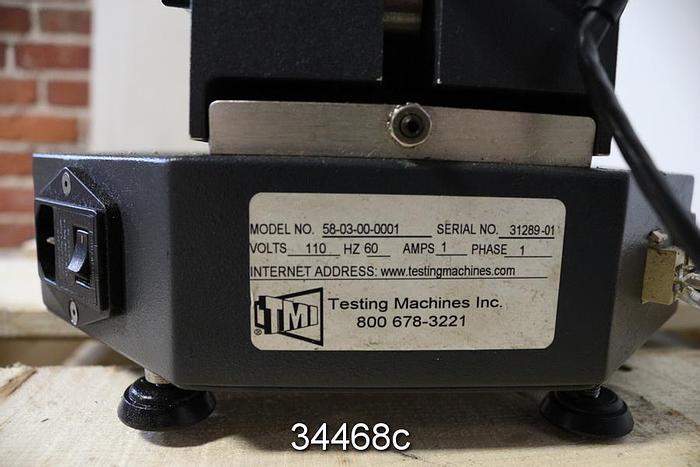 MODEL NO. 58-03-00-0001 SERIAL NO. 31289-01
VOLTS 110 HZ 60 AMPS 1 PHASE 1
INTERNET ADDRESS: www.testingmachines.com
TMI ®
Testing Machines Inc.
800 678-3221
34468c